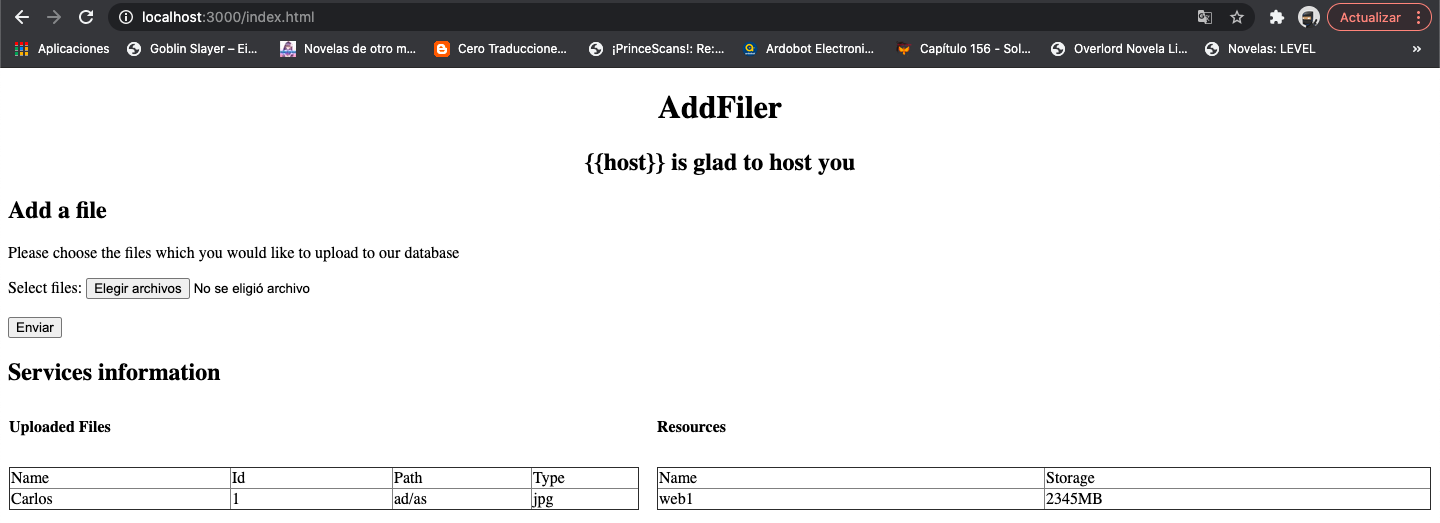 localhost:3000/index.html
Actualizar
Aplicaciones Goblin Slayer – Ei... Novelas de otro m... Cero Traduccione... ¡PrinceScans!: Re:... Ardobot Electroni... Capítulo 156 - Sol... Overlord Novela Li... Novelas: LEVEL »
AddFiler
{{host}} is glad to host you
Add a file
Please choose the files which you would like to upload to our database
Select files: Elegir archivos No se eligió archivo
Enviar
Services information
Uploaded Files
Name Id Path Type
Carlos 1 ad/as jpg
Resources
Name Storage
web1 2345MB